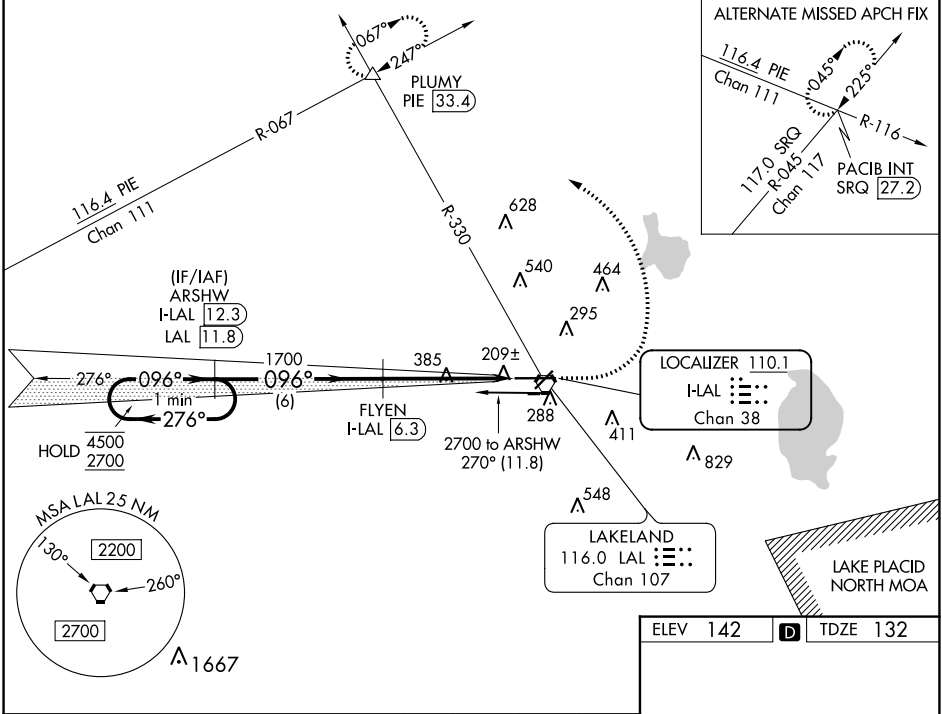 067°
247°
PLUMY
PIE 33.4
R-067
116.4 PIE
Chan 111
R-330
ALTERNATE MISSED APCH FIX
116.4 PIE
Chan 111
045°
225°
R-116
117.0 SRQ
R-045
Chan 117
PACIB INT
SRQ 27.2
628
540
464
295
(IF/IAF)
ARSHW
I-LAL 12.3
LAL 11.8
1700
385
209±
276°
096°
096°
1 min
(6)
276°
FLYEN
I-LAL 6.3
288
HOLD
4500
2700
2700 to ARSHW
270° (11.8)
411
829
548
LOCALIZER 110.1
I-LAL
Chan 38
LAKELAND
116.0 LAL
Chan 107
MSA LAL 25 NM
130°
2200
260°
2700
1667
LAKE PLACID
NORTH MOA
ELEV 142 D TDZE 132